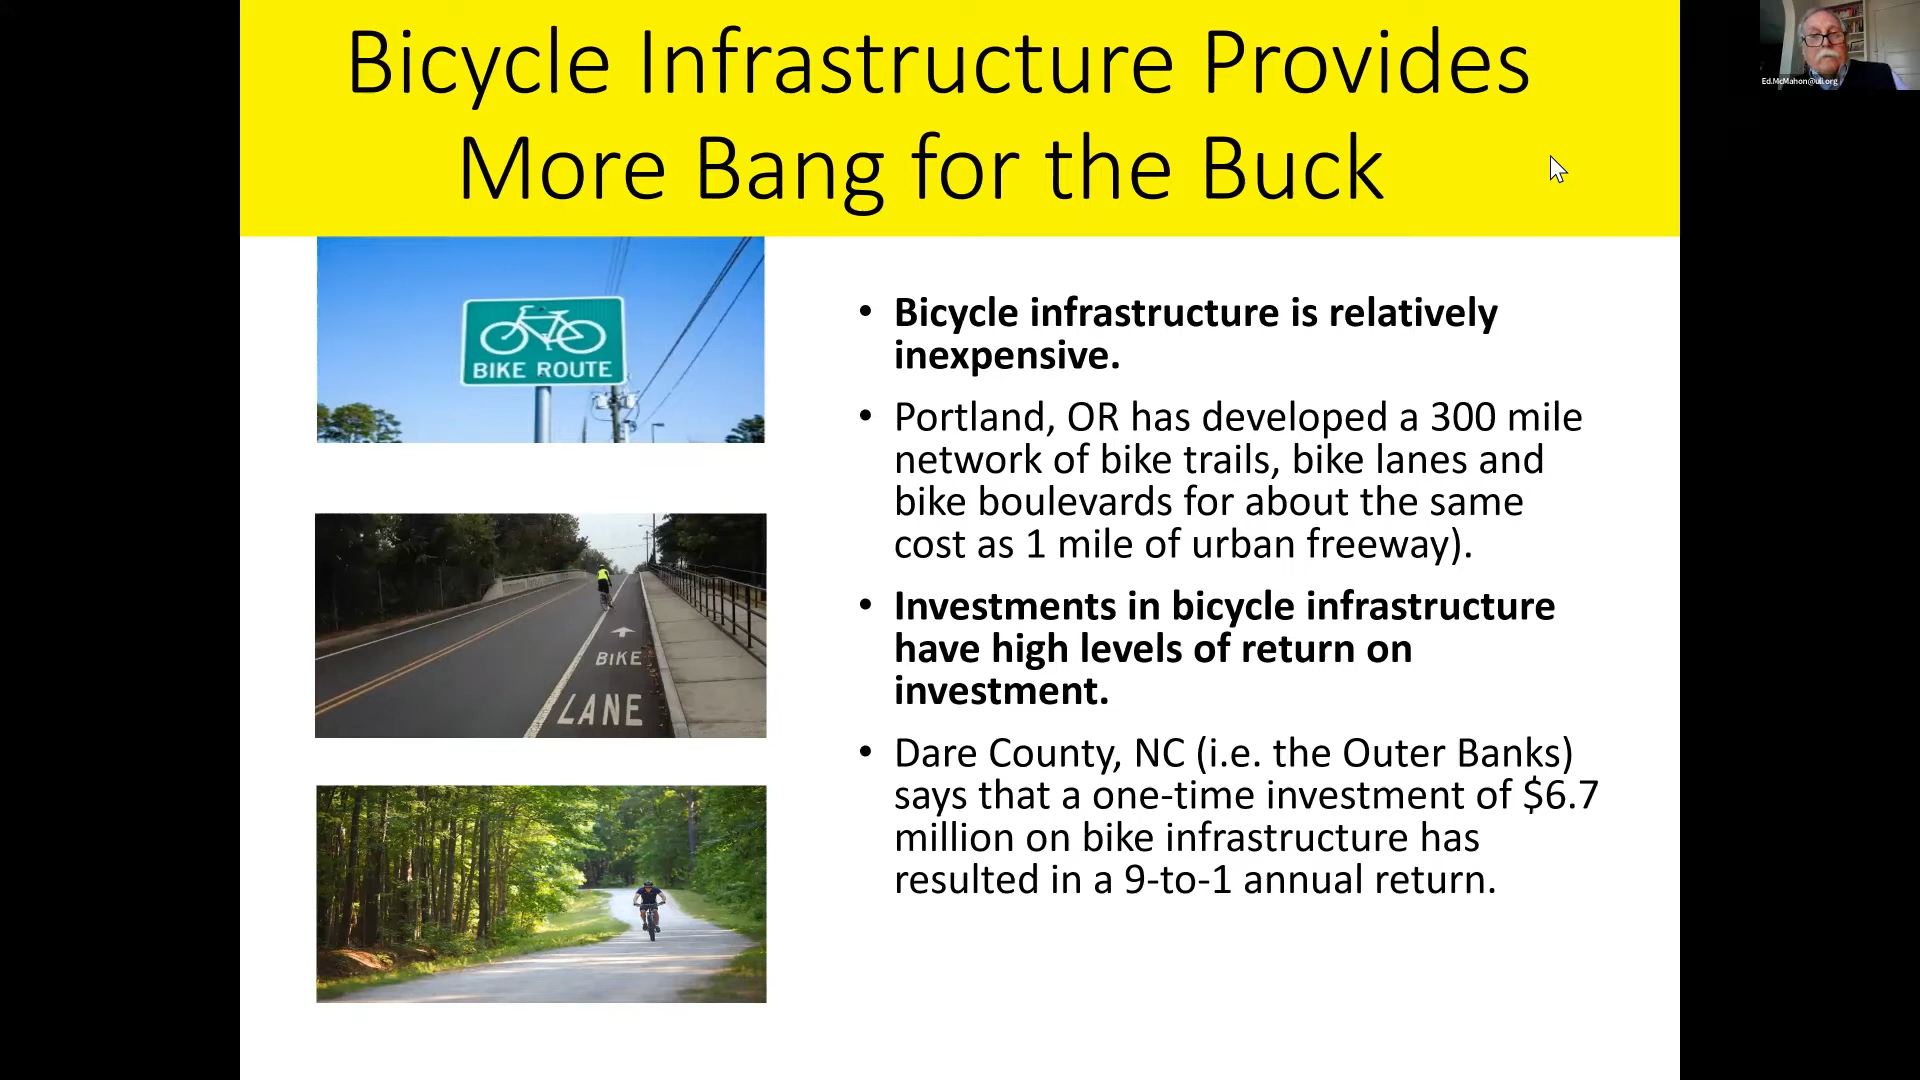 Bicycle Infrastructure Provides
More Bang for the Buck
Ed.McMahon@uli.org
BIKE ROUTE
BIKE
LANE
• Bicycle infrastructure is relatively
inexpensive.
• Portland, OR has developed a 300 mile
network of bike trails, bike lanes and
bike boulevards for about the same
cost as 1 mile of urban freeway).
• Investments in bicycle infrastructure
have high levels of return on
investment.
• Dare County, NC (i.e. the Outer Banks)
says that a one-time investment of $6.7
million on bike infrastructure has
resulted in a 9-to-1 annual return.